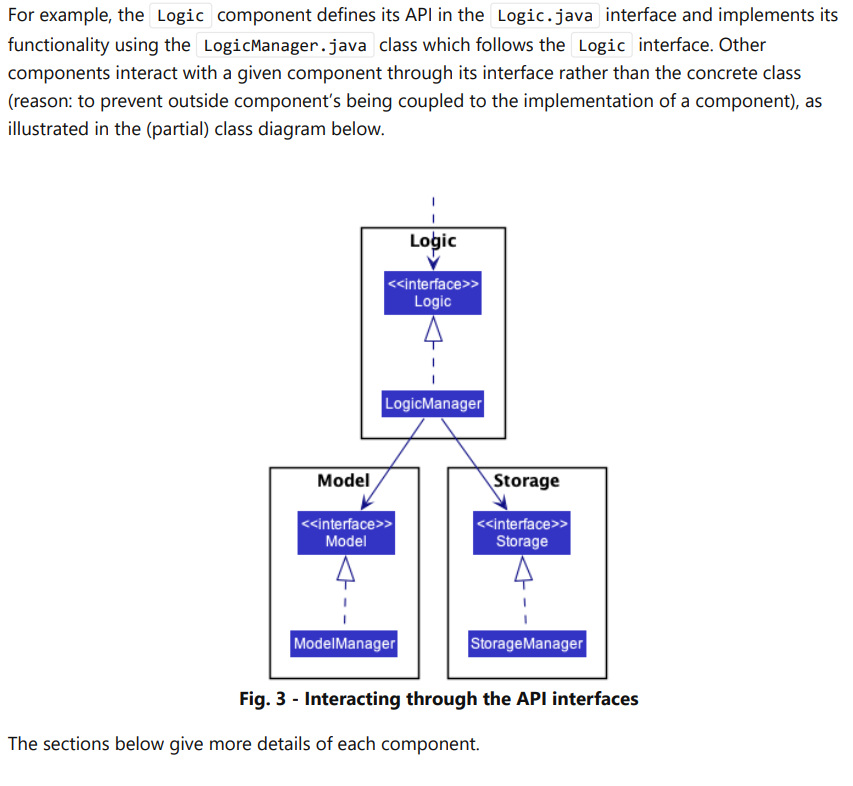 For example, the Logic component defines its API in the Logic.java interface and implements its
functionality using the LogicManager.java class which follows the Logic interface. Other
components interact with a given component through its interface rather than the concrete class
(reason: to prevent outside component's being coupled to the implementation of a component), as
illustrated in the (partial) class diagram below.
Logic
<<interface>>
Logic
LogicManager
Model
<<interface>>
Model
ModelManager
Storage
<<interface>>
Storage
StorageManager
Fig. 3 - Interacting through the API interfaces
The sections below give more details of each component.